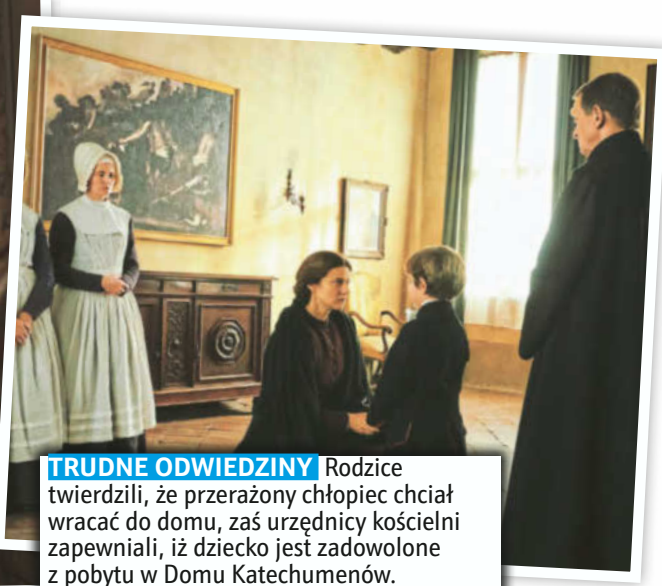 TRUDNE ODWIEDZINY Rodzice
twierdzili, że przerażony chłopiec chciał
wracać do domu, zaś urzędnicy kościelni
zapewniali, iż dziecko jest zadowolone
z pobytu w Domu Katechumenów.